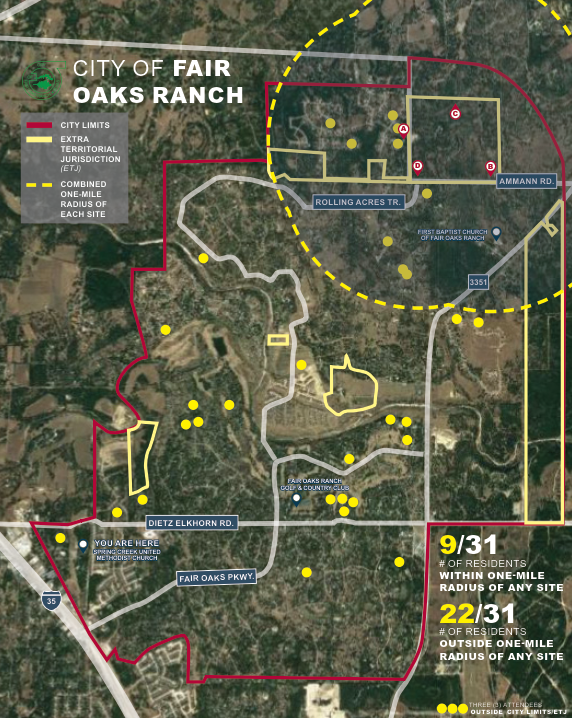 CITY OF FAIR
OAKS RANCH
CITY LIMITS
EXTRA
TERRITORIAL
JURISDICTION
(ETJ)
COMBINED
ONE-MILE
RADIUS OF
EACH SITE
C
A
D
B
AMMANN RD.
ROLLING ACRES TR.
FIRST BAPTIST CHURCH
OF FAIR OAKS RANCH
3351
FAIR OAKS RANCH
GOLF & COUNTRY CLUB
DIETZ ELKHORN RD.
YOU ARE HERE
SPRING CREEK UNITED
METHODIST CHURCH
FAIR OAKS PKWY.
35
9/31
# OF RESIDENTS
WITHIN ONE-MILE
RADIUS OF ANY SITE
22/31
# OF RESIDENTS
OUTSIDE ONE-MILE
RADIUS OF ANY SITE
THREE (3) ATTENDEES
OUTSIDE CITY LIMITS/ETJ